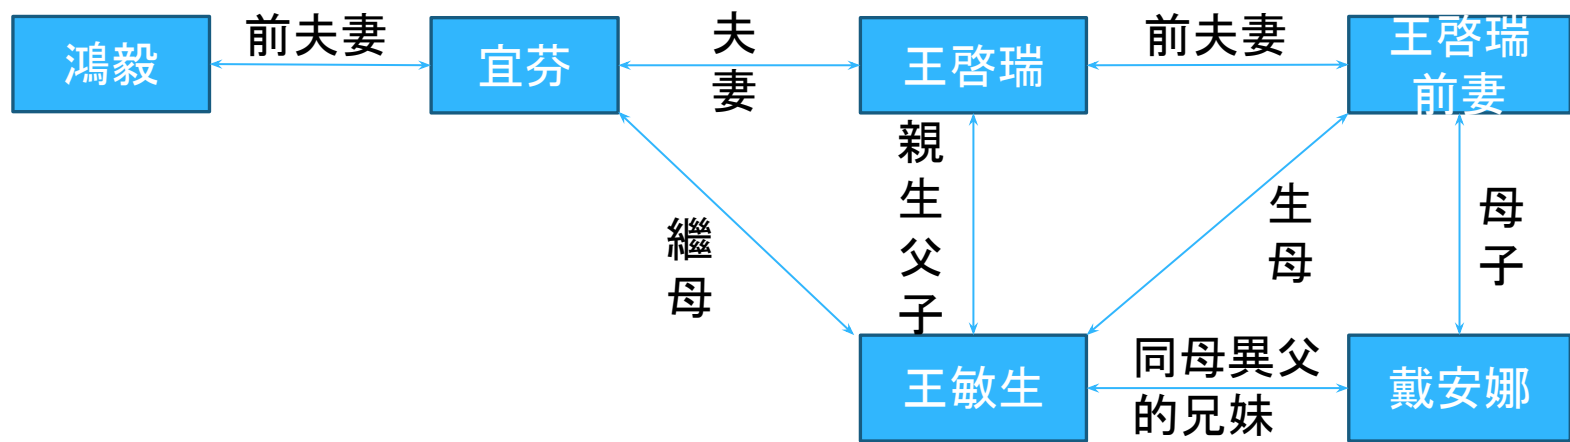 鴻毅
前夫妻
宜芬
夫
妻
王啓瑞
前夫妻
王啓瑞
前妻
繼
母
親
生
父
子
生
母
母
子
王敏生
同母異父
的兄妹
戴安娜